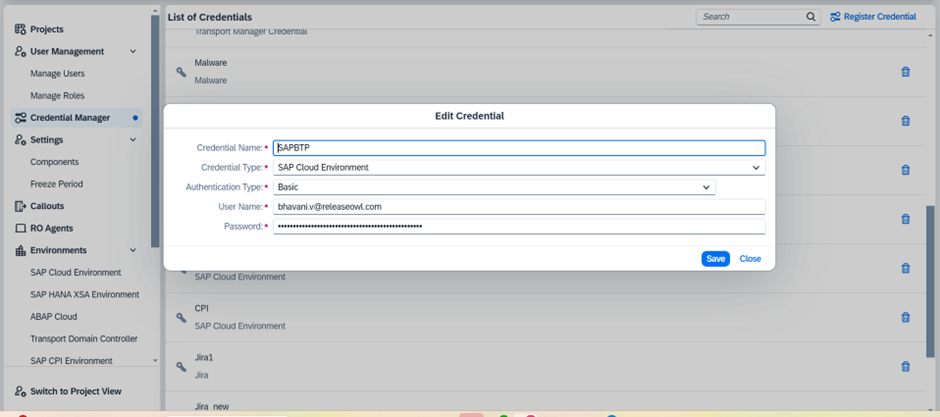 List of Credentials
Search
Register Credential
Projects
User Management
Manage Users
Manage Roles
Credential Manager
Settings
Components
Freeze Period
Callouts
RO Agents
Environments
SAP Cloud Environment
SAP HANA XSA Environment
ABAP Cloud
Transport Domain Controller
SAP CPI Environment
Switch to Project View
Transport Manager Credential
Malware
Malware
Edit Credential
Credential Name:* SAPBTP
Credential Type:* SAP Cloud Environment
Authentication Type:* Basic
User Name:* bhavani.v@releaseowl.com
Password:*
Save Close
SAP Cloud Environment
CPI
SAP Cloud Environment
Jira1
Jira
Jira_new